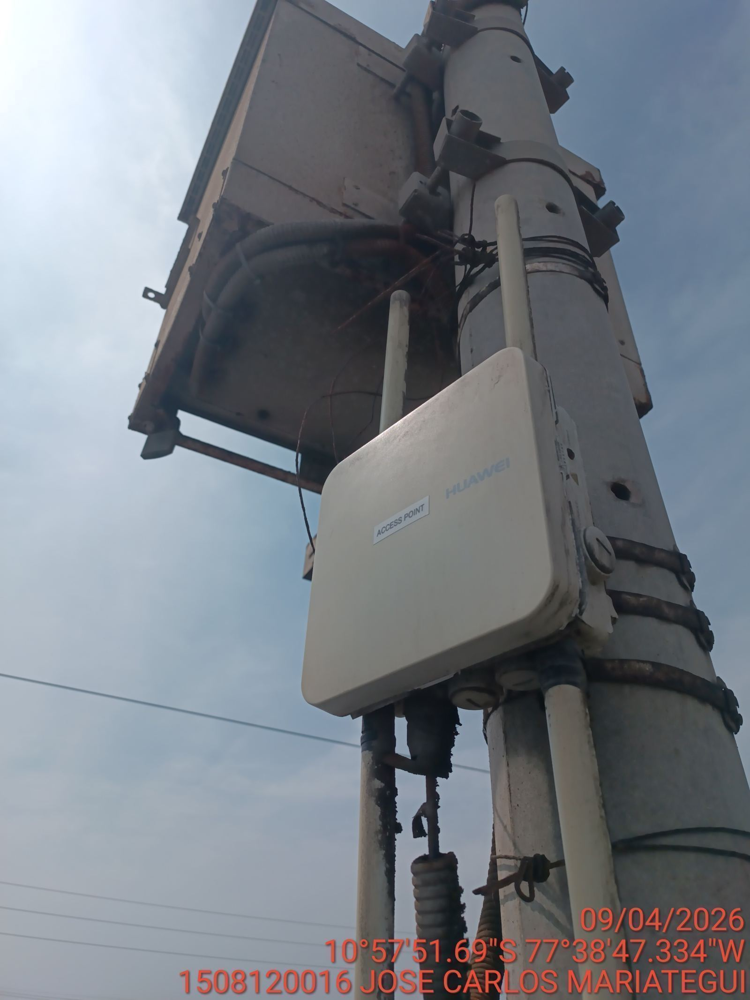 HUAWEI
ACCESS POINT
09/04/2026
10°57'51.69"S 77°38'47.334"W
1508120016 JOSE CARLOS MARIATEGUI